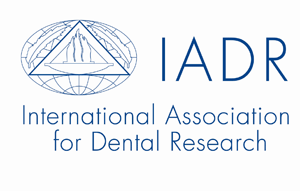 IADR
International Association
for Dental Research